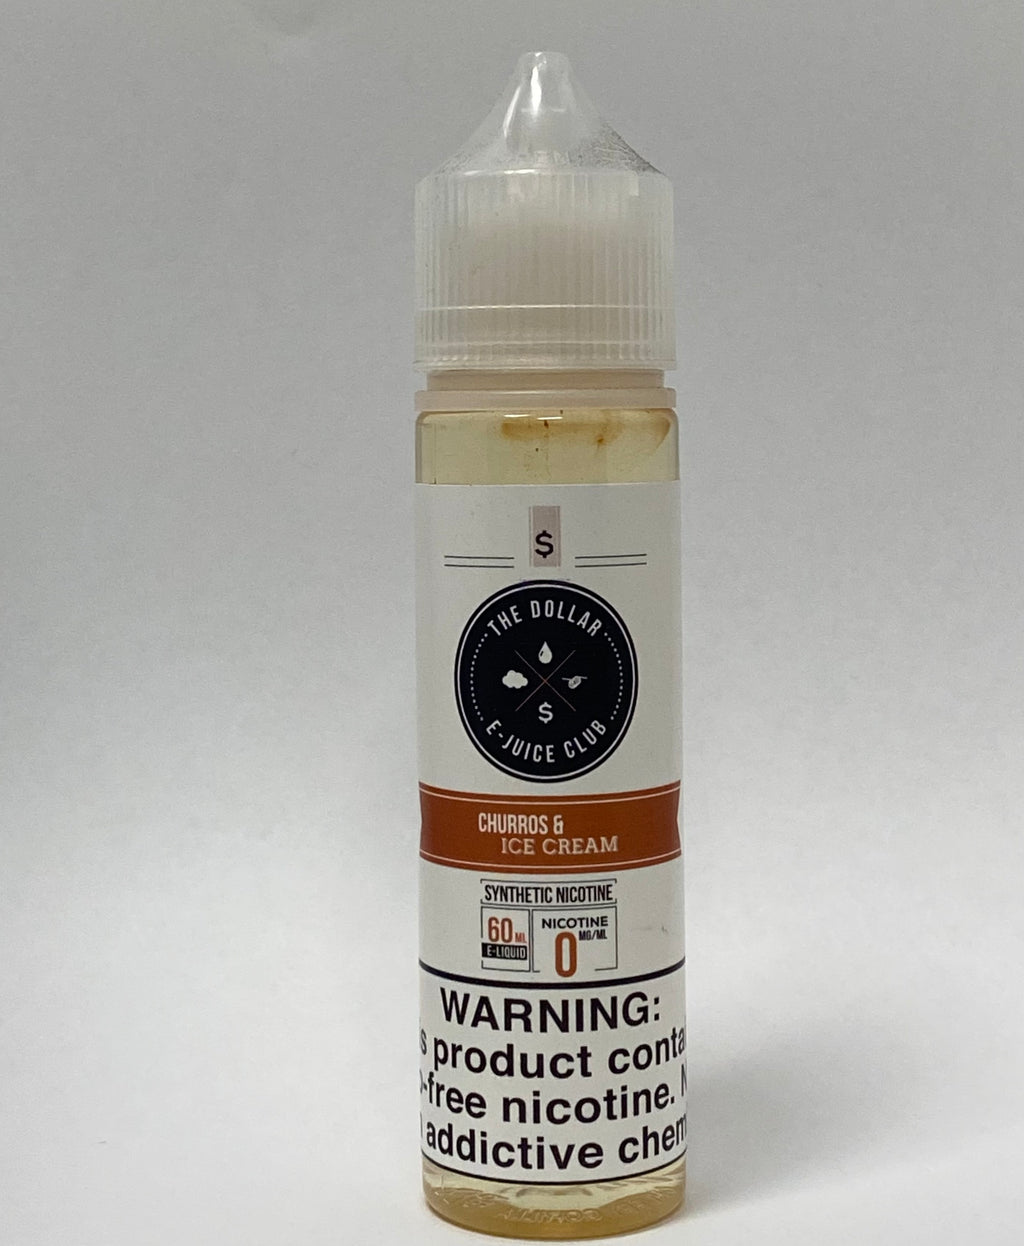 $
THE DOLLAR
$
E-JUICE CLUB
CHURROS &
ICE CREAM
SYNTHETIC NICOTINE
60 ML
E-LIQUID
NICOTINE
0 MG/ML
WARNING:
s product conta
-free nicotine. N
addictive chem